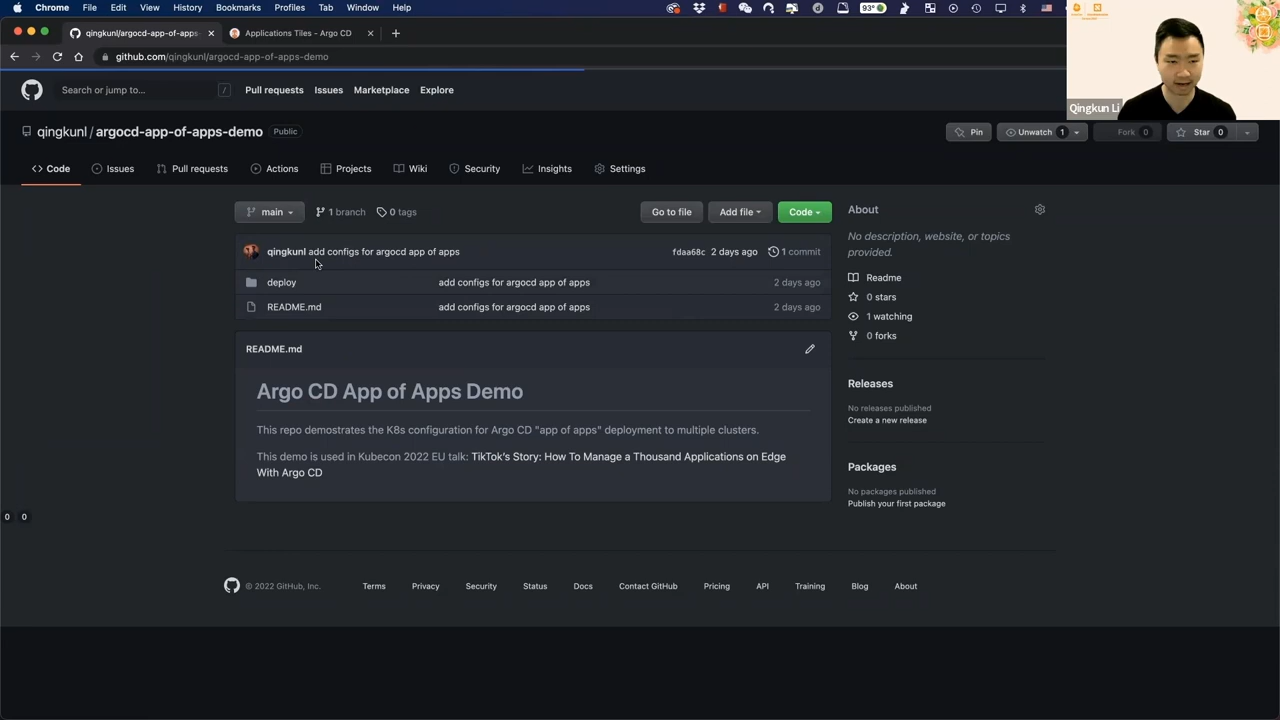 Chrome File Edit View History Bookmarks Profiles Tab Window Help
93°
qingkunl/argocd-app-of-apps-
Applications Tiles - Argo CD
github.com/qingkunl/argocd-app-of-apps-demo
Qingkun Li
Search or jump to... /
Pull requests Issues Marketplace Explore
qingkunl / argocd-app-of-apps-demo Public
Pin Unwatch 1 Fork 0 Star 0
Code Issues Pull requests Actions Projects Wiki Security Insights Settings
main 1 branch 0 tags Go to file Add file Code
qingkunl add configs for argocd app of apps fdaa68c 2 days ago 1 commit
deploy add configs for argocd app of apps 2 days ago
README.md add configs for argocd app of apps 2 days ago
README.md
Argo CD App of Apps Demo
This repo demostrates the K8s configuration for Argo CD "app of apps" deployment to multiple clusters.
This demo is used in Kubecon 2022 EU talk: TikTok's Story: How To Manage a Thousand Applications on Edge
With Argo CD
About
No description, website, or topics
provided.
Readme
0 stars
1 watching
0 forks
Releases
No releases published
Create a new release
Packages
No packages published
Publish your first package
0 0
© 2022 GitHub, Inc. Terms Privacy Security Status Docs Contact GitHub Pricing API Training Blog About